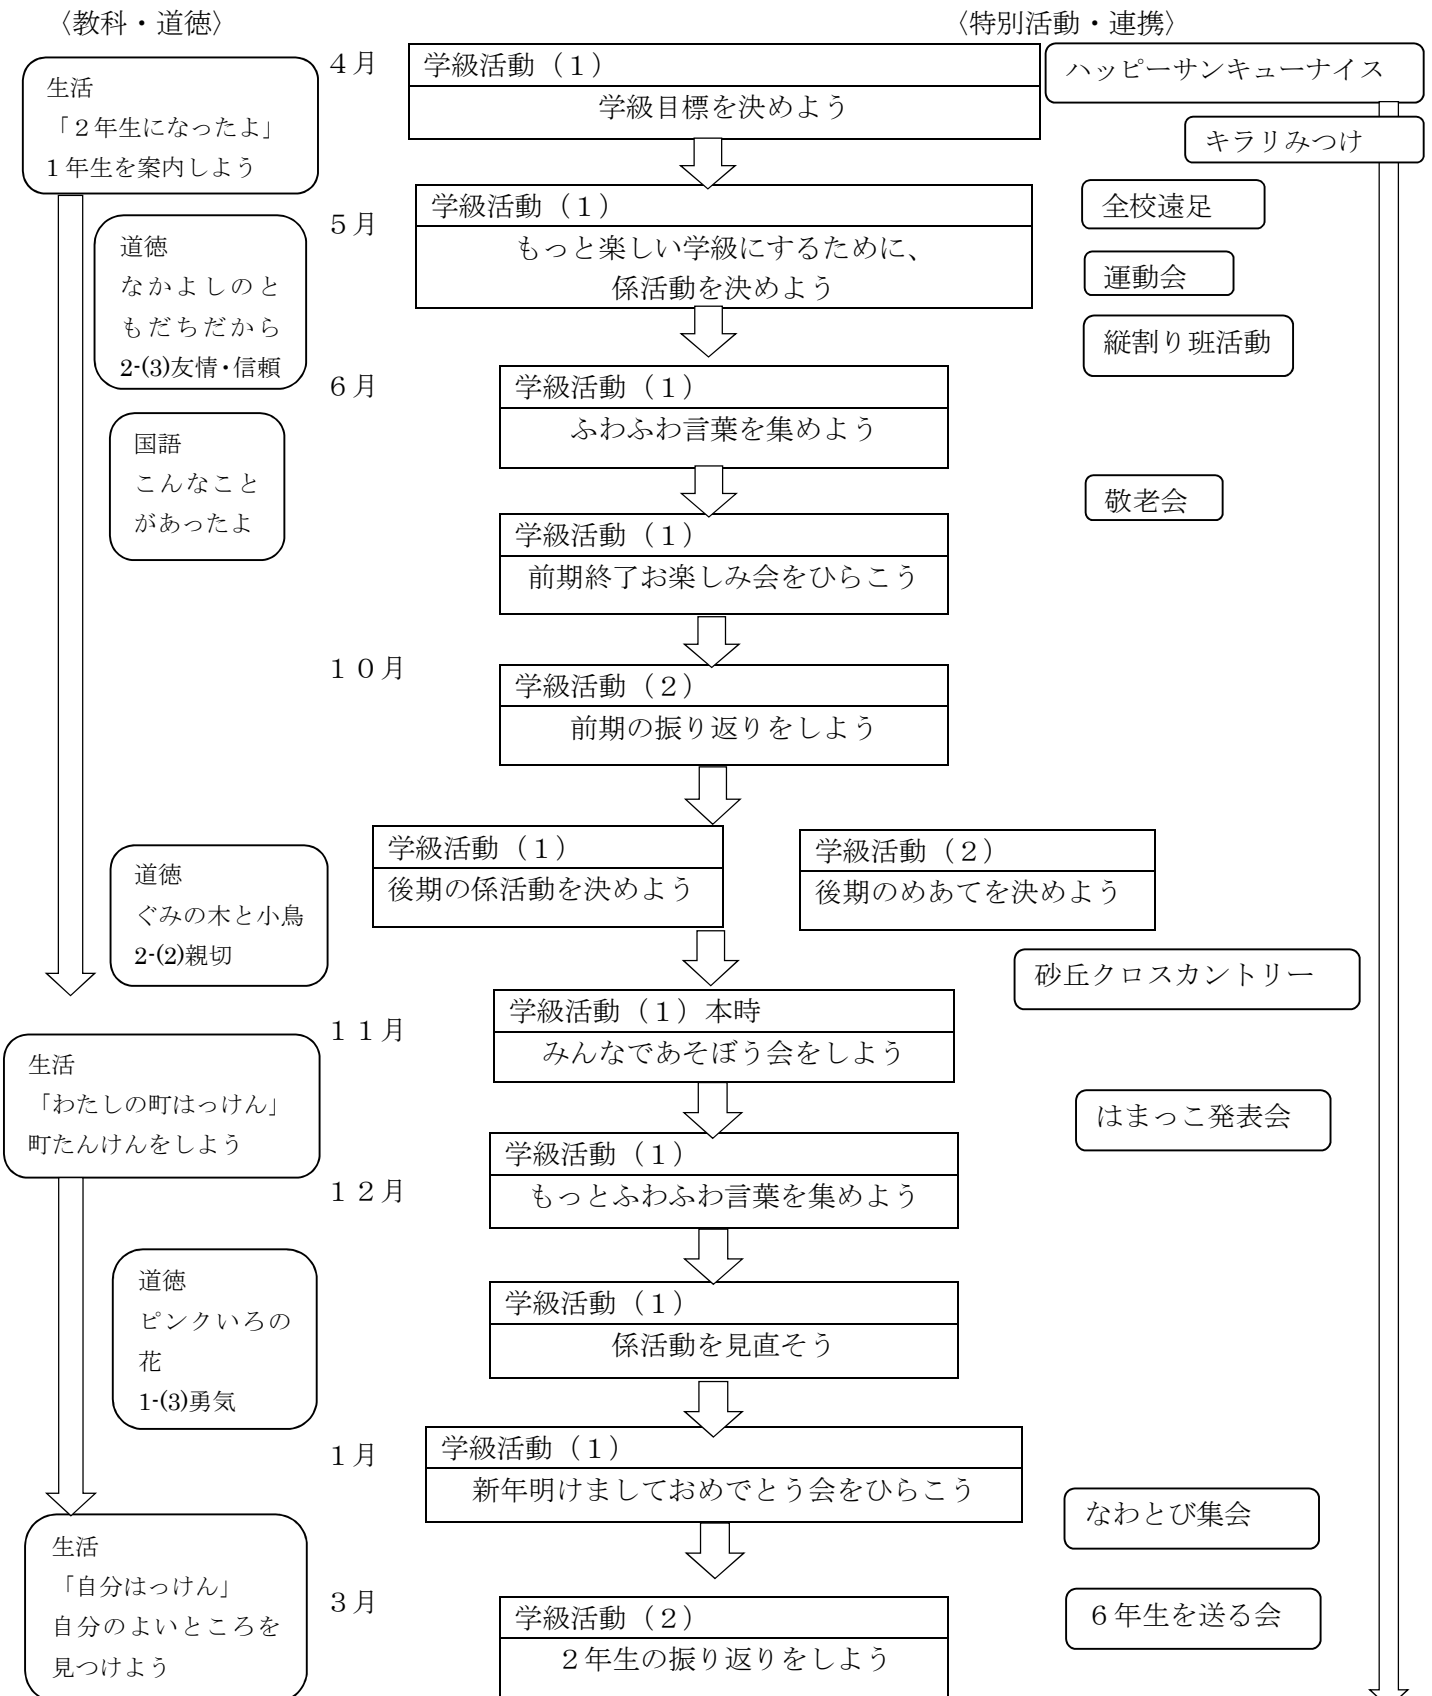 〈教科・道徳〉
〈特別活動・連携〉
４月
学級活動（１）
学級目標を決めよう
ハッピーサンキューナイス
キラリみつけ
生活
「２年生になったよ」
１年生を案内しよう
５月
学級活動（１）
もっと楽しい学級にするために、
係活動を決めよう
全校遠足
運動会
縦割り班活動
道徳
なかよしのと
もだちだから
2-(3)友情・信頼
６月
学級活動（１）
ふわふわ言葉を集めよう
国語
こんなこと
があったよ
敬老会
学級活動（１）
前期終了お楽しみ会をひらこう
１０月
学級活動（２）
前期の振り返りをしよう
学級活動（１）
後期の係活動を決めよう
学級活動（２）
後期のめあてを決めよう
道徳
ぐみの木と小鳥
2-(2)親切
砂丘クロスカントリー
１１月
学級活動（１）本時
みんなであそぼう会をしよう
生活
「わたしの町はっけん」
町たんけんをしよう
はまっこ発表会
１２月
学級活動（１）
もっとふわふわ言葉を集めよう
道徳
ピンクいろの
花
1-(3)勇気
学級活動（１）
係活動を見直そう
１月
学級活動（１）
新年明けましておめでとう会をひらこう
なわとび集会
生活
「自分はっけん」
自分のよいところを
見つけよう
３月
学級活動（２）
２年生の振り返りをしよう
６年生を送る会